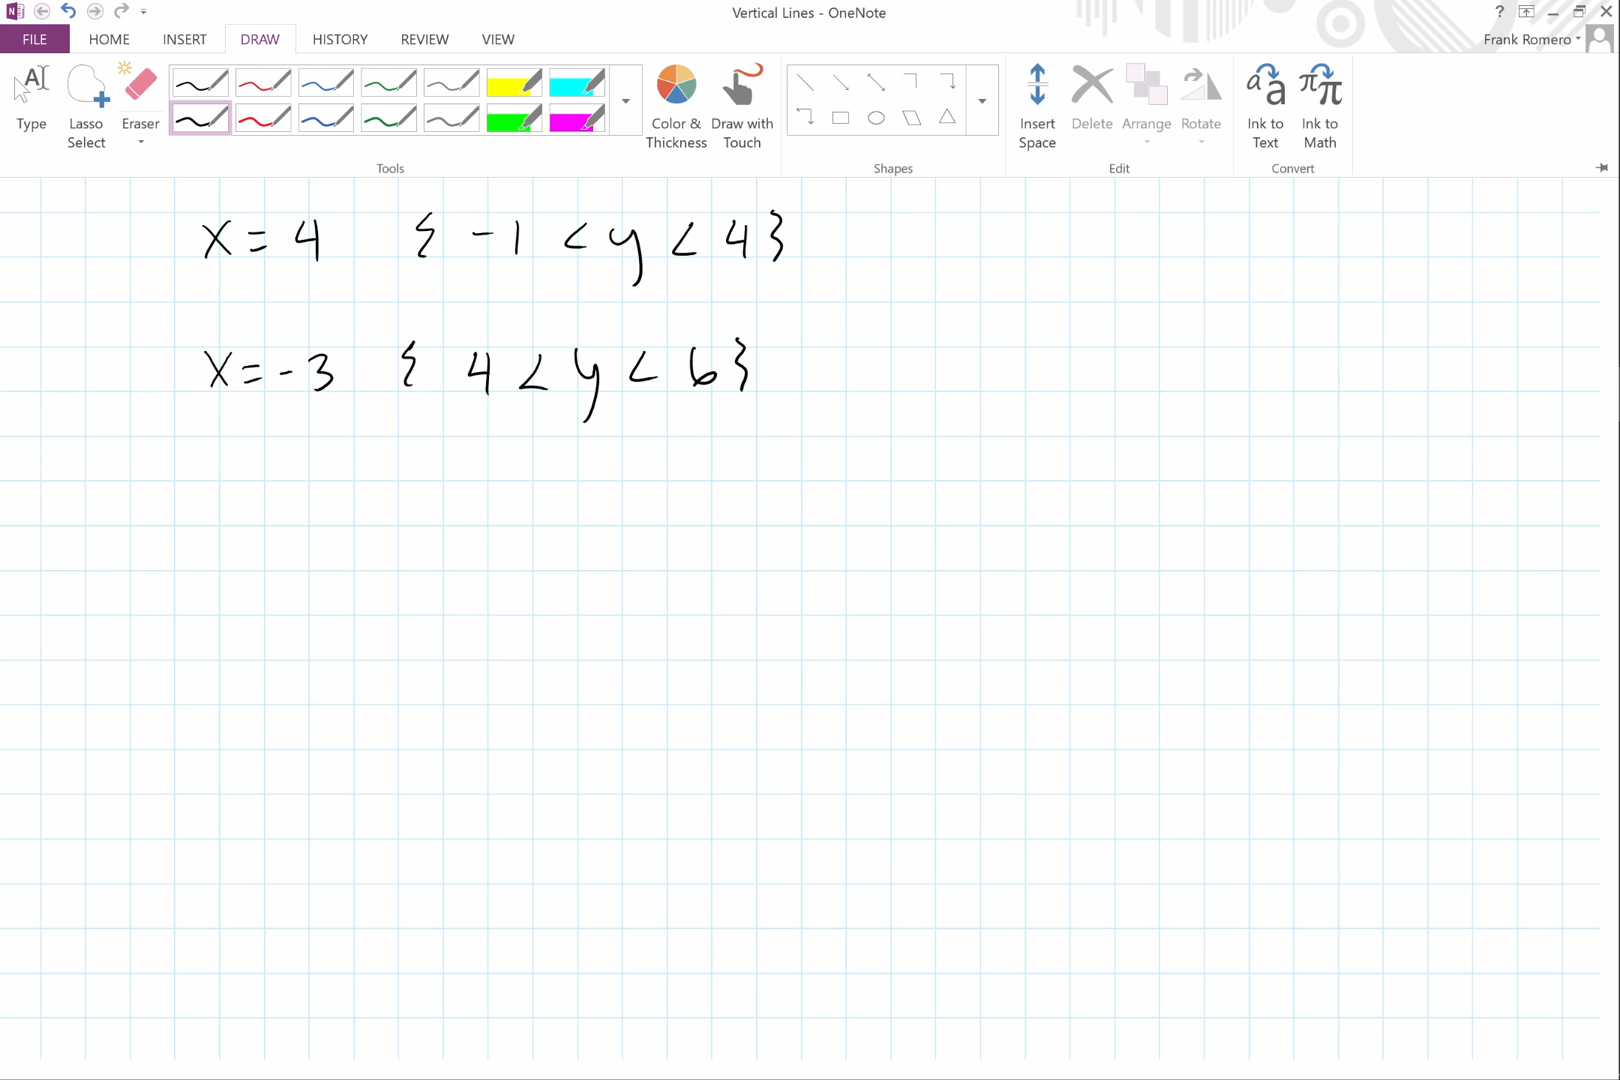 Vertical Lines - OneNote
?
FILE HOME INSERT DRAW HISTORY REVIEW VIEW
Frank Romero
Type
Lasso Select
Eraser
Color & Thickness
Draw with Touch
Insert Space
Delete
Arrange
Rotate
Ink to Text
Ink to Math
Tools
Shapes
Edit
Convert
x = 4 { -1 < y < 4 }
x = -3 { 4 < y < 6 }